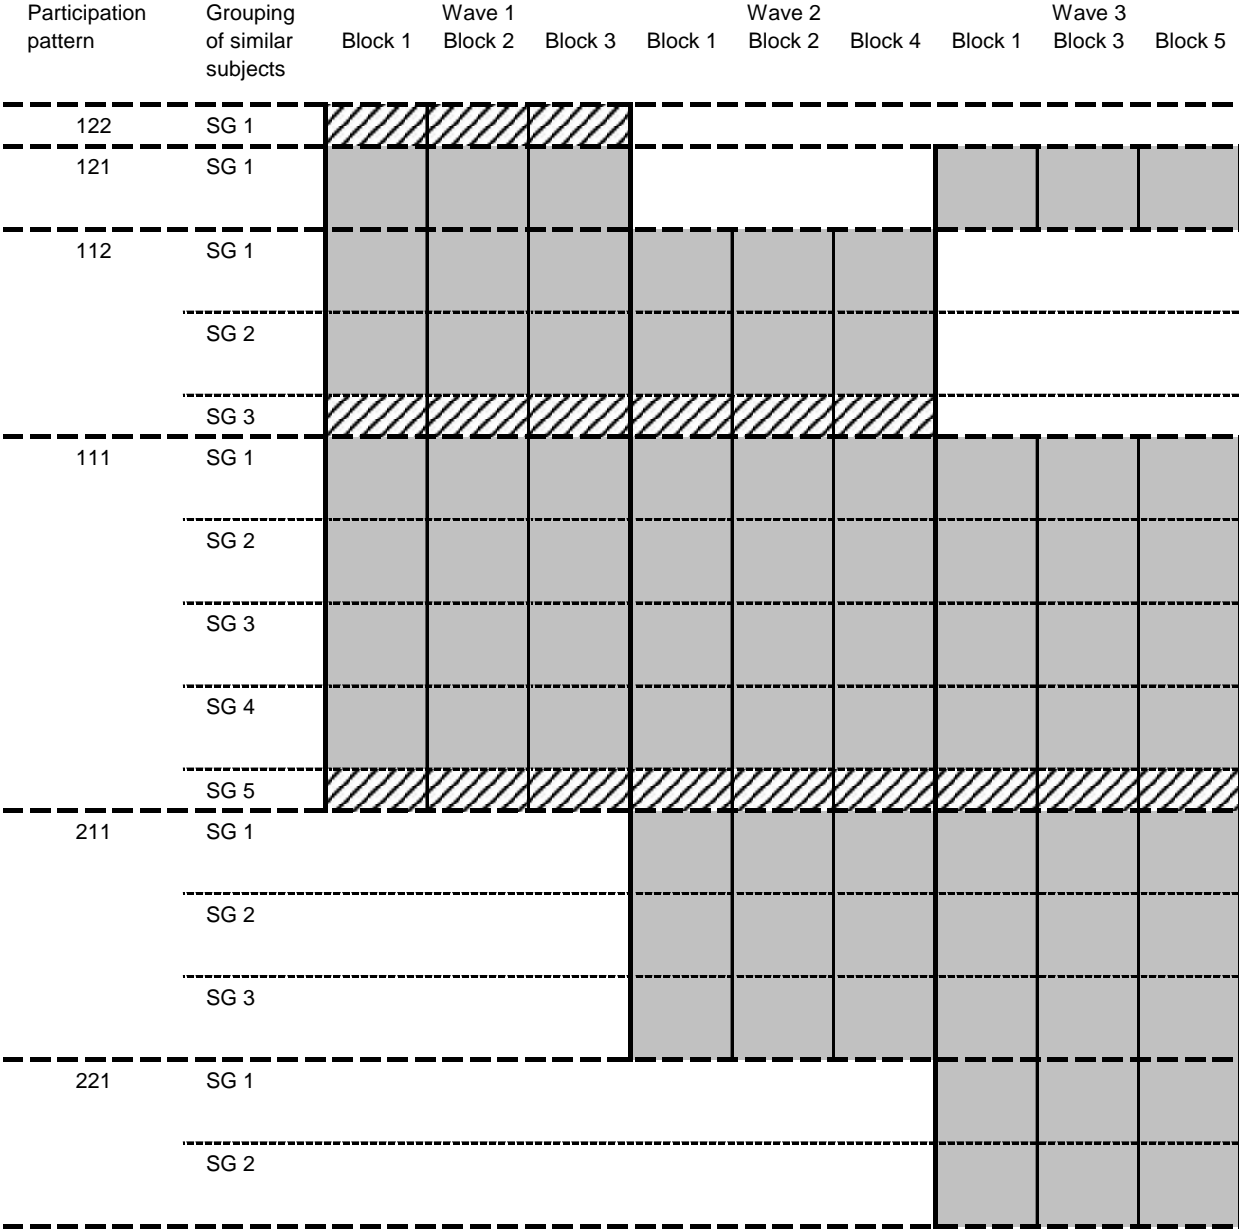 Participation Grouping Wave 1 Wave 2 Wave 3
pattern of similar Block 1 Block 2 Block 3 Block 1 Block 2 Block 4 Block 1 Block 3 Block 5
subjects
122 SG 1
121 SG 1
112 SG 1
SG 2
SG 3
111 SG 1
SG 2
SG 3
SG 4
SG 5
211 SG 1
SG 2
SG 3
221 SG 1
SG 2